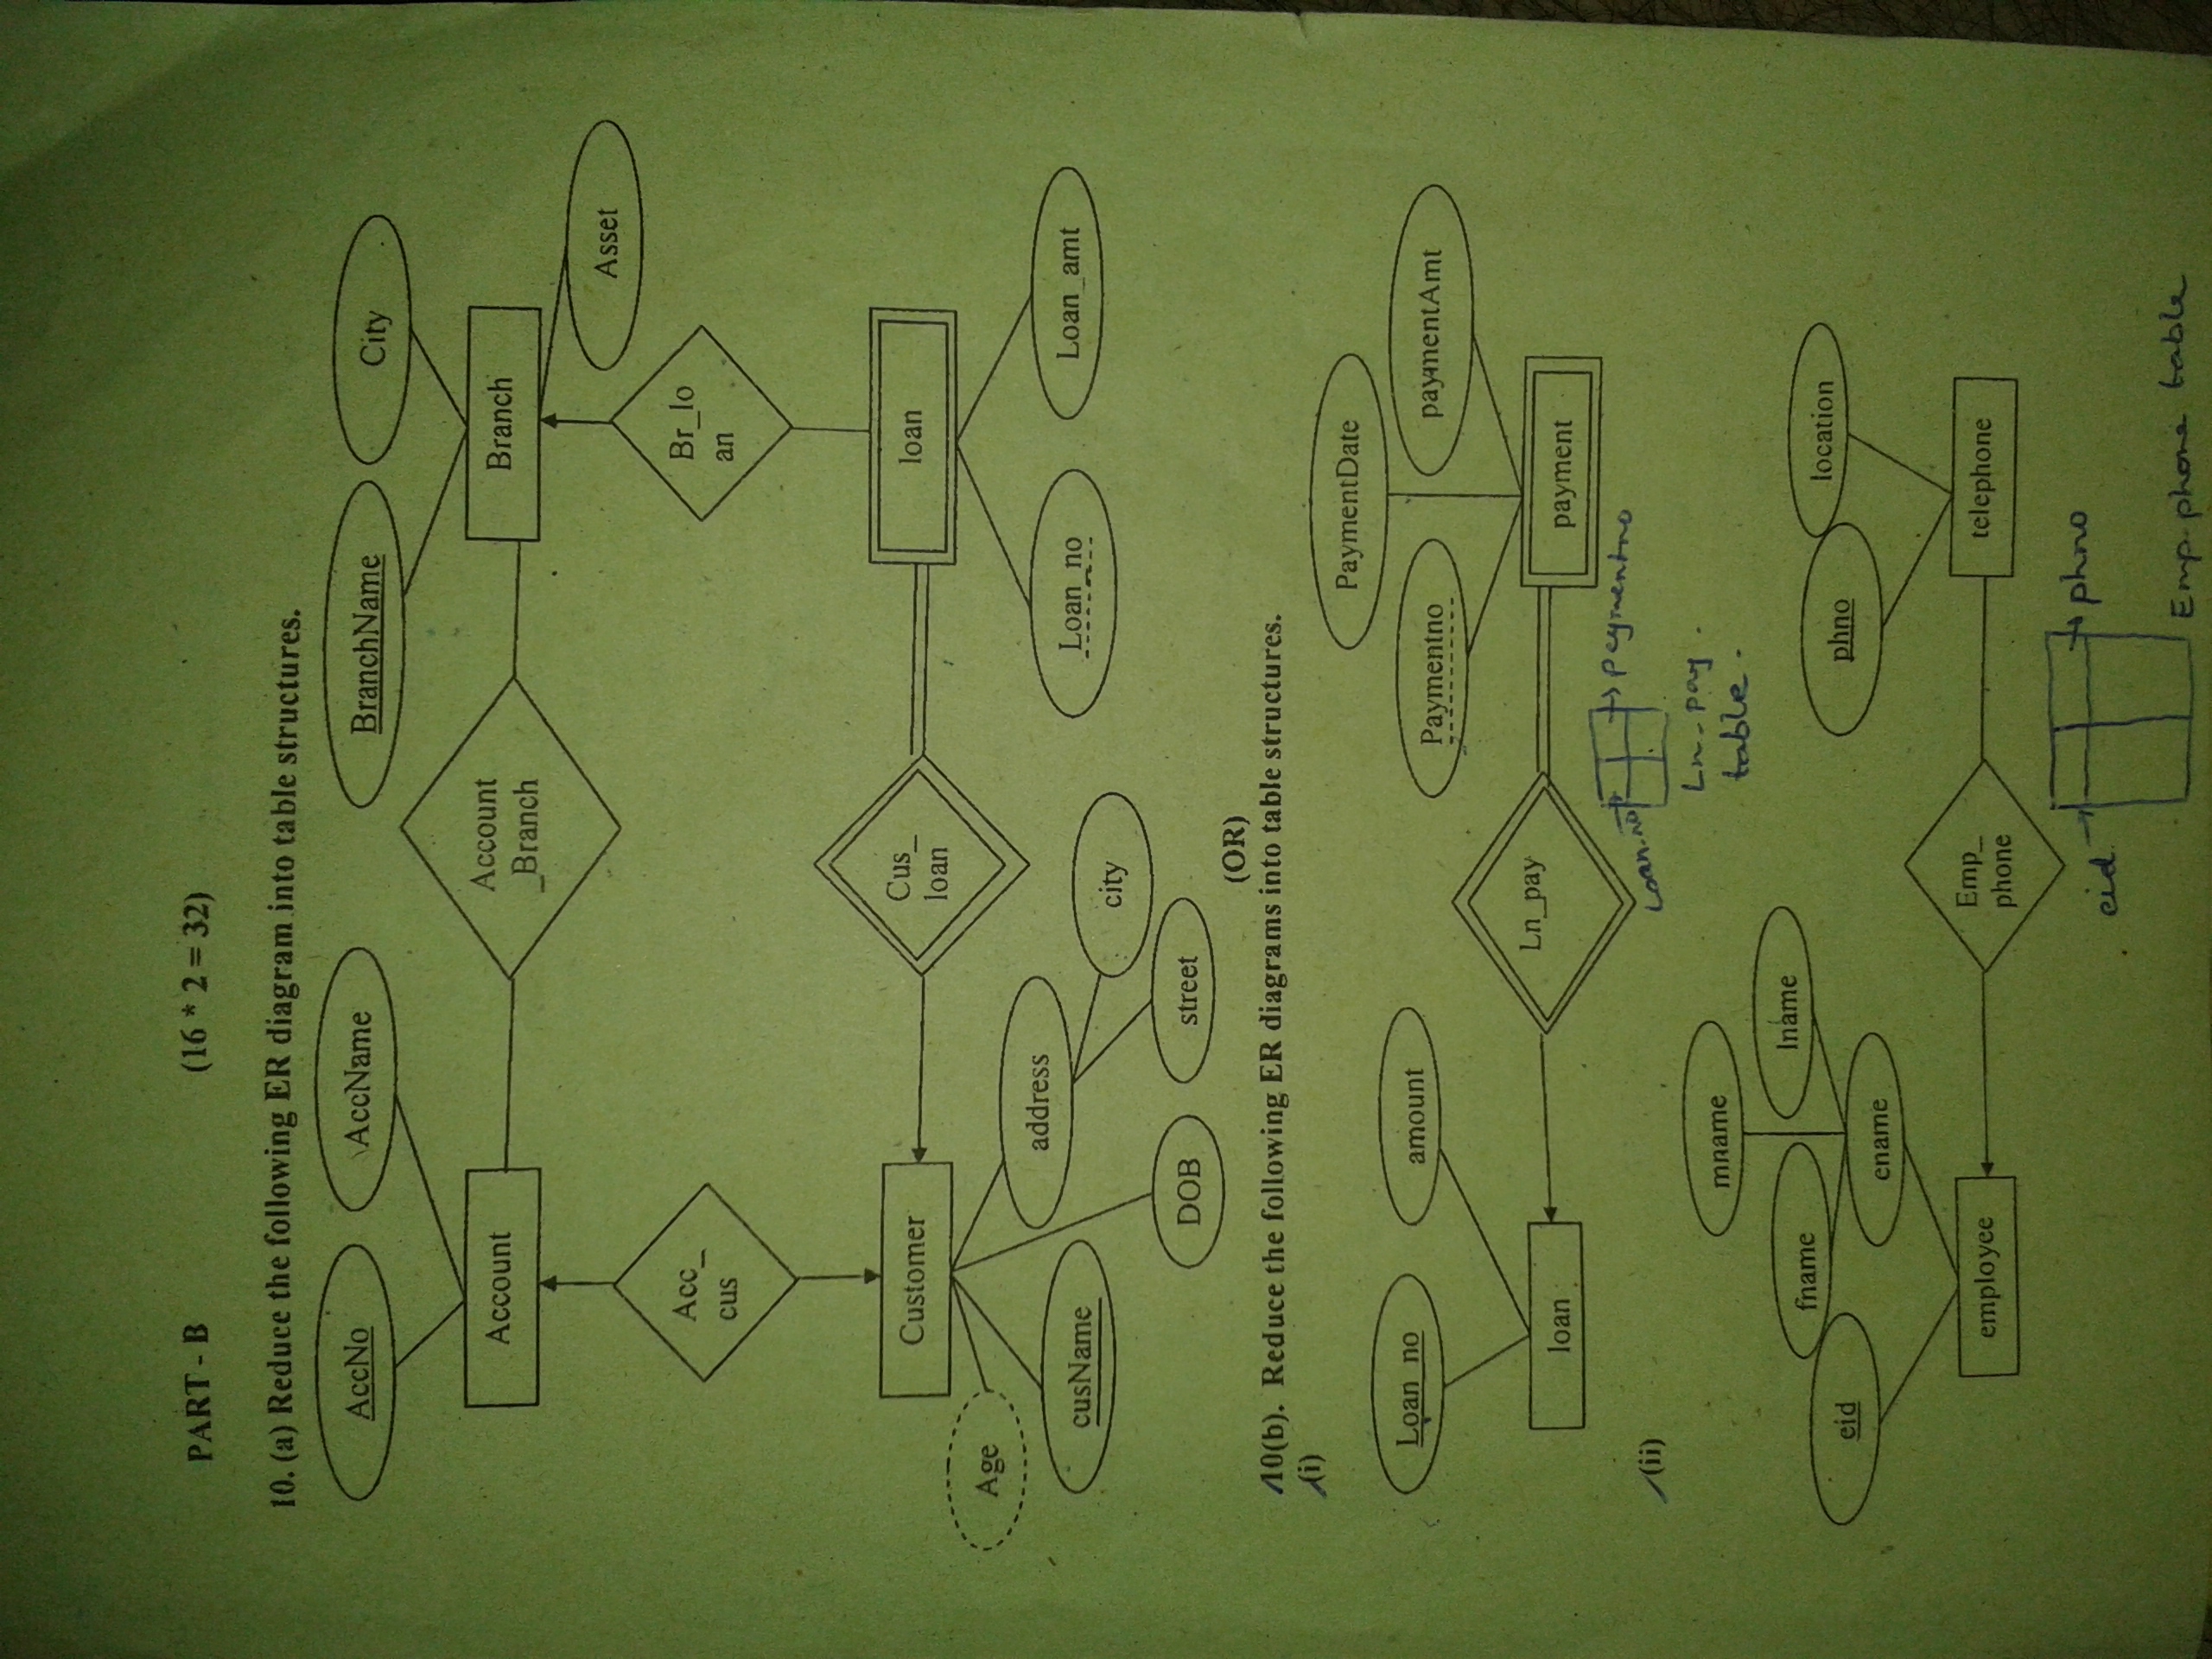 PART - B (16 * 2 = 32)
10. (a) Reduce the following ER diagram into table structures.
AccNo AccName BranchName City
Account
Account
_Branch
Branch
Asset
Acc_
cus
Br_lo
an
Customer
Cus_
loan
loan
Age
address
cusName
Loan_no Loan_amt
city
DOB street
(OR)
10(b). Reduce the following ER diagrams into table structures.
(i)
PaymentDate
Loan_no amount Paymentno paymentAmt
loan Ln_pay payment
Loan-no paymentno
(ii)
Ln-pay.
table.
mname
fname lname
eid ename
phno location
employee
Emp_
phone
telephone
eid. phno
Emp-phone table